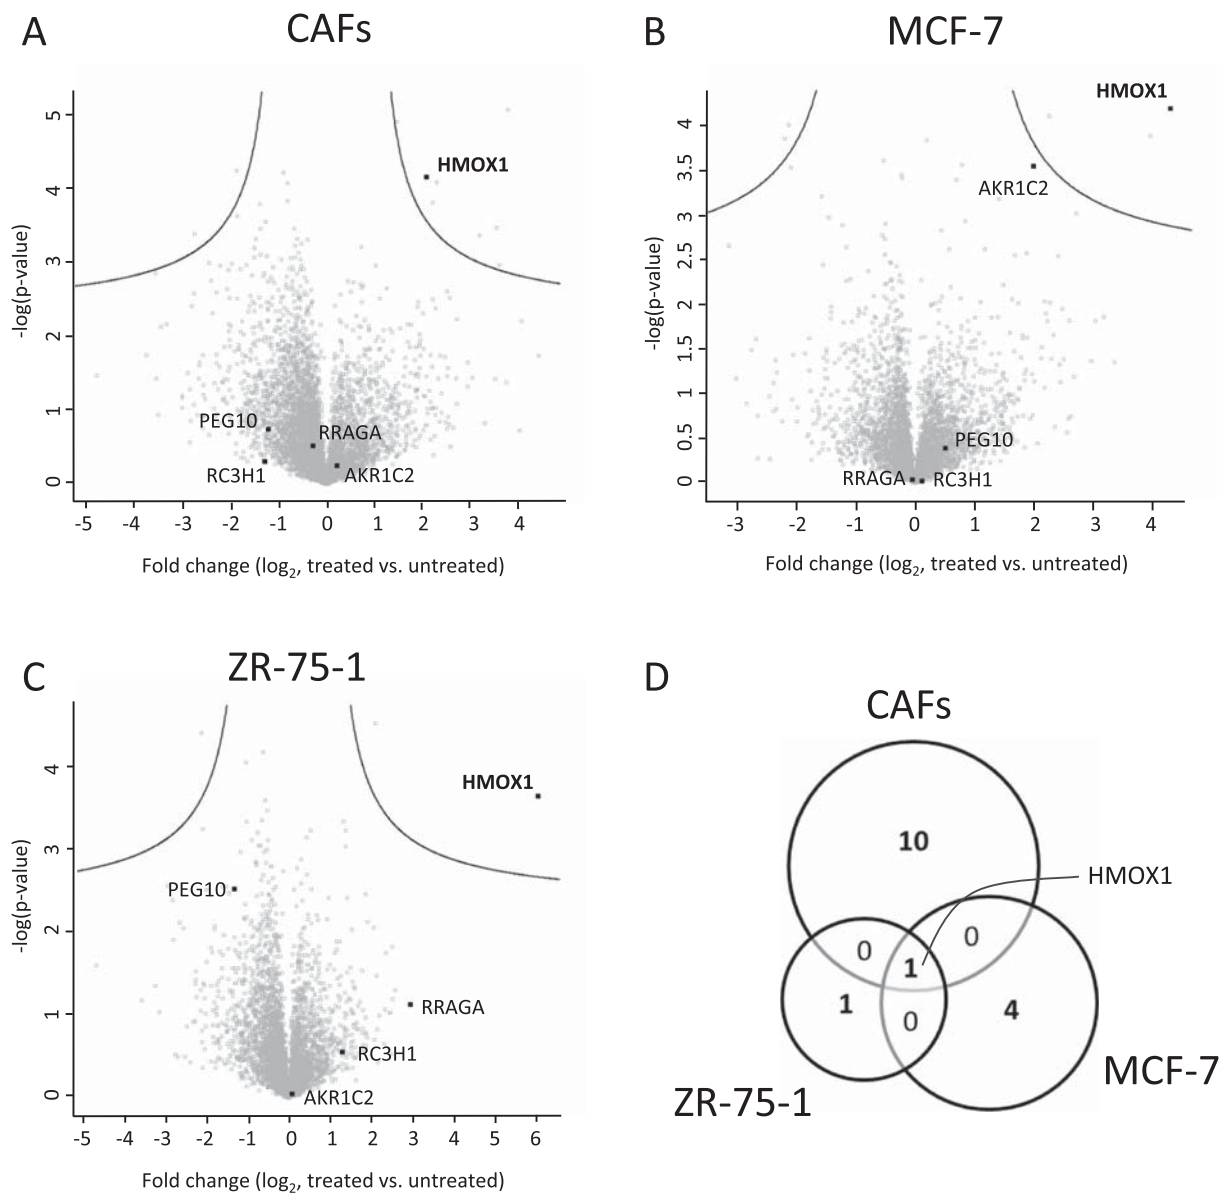 A
CAFs
-log(p-value)
5
4
3
2
1
0
HMOX1
PEG10
RRAGA
RC3H1
AKR1C2
-5 -4 -3 -2 -1 0 1 2 3 4
Fold change (log2, treated vs. untreated)
B
MCF-7
-log(p-value)
4
3.5
3
2.5
2
1.5
1
0.5
0
HMOX1
AKR1C2
PEG10
RRAGA
RC3H1
-3 -2 -1 0 1 2 3 4
Fold change (log2, treated vs. untreated)
C
ZR-75-1
-log(p-value)
4
3
2
1
0
HMOX1
PEG10
RRAGA
RC3H1
AKR1C2
-5 -4 -3 -2 -1 0 1 2 3 4 5 6
Fold change (log2, treated vs. untreated)
D
CAFs
10
HMOX1
0
0
1
1
0
4
MCF-7
ZR-75-1